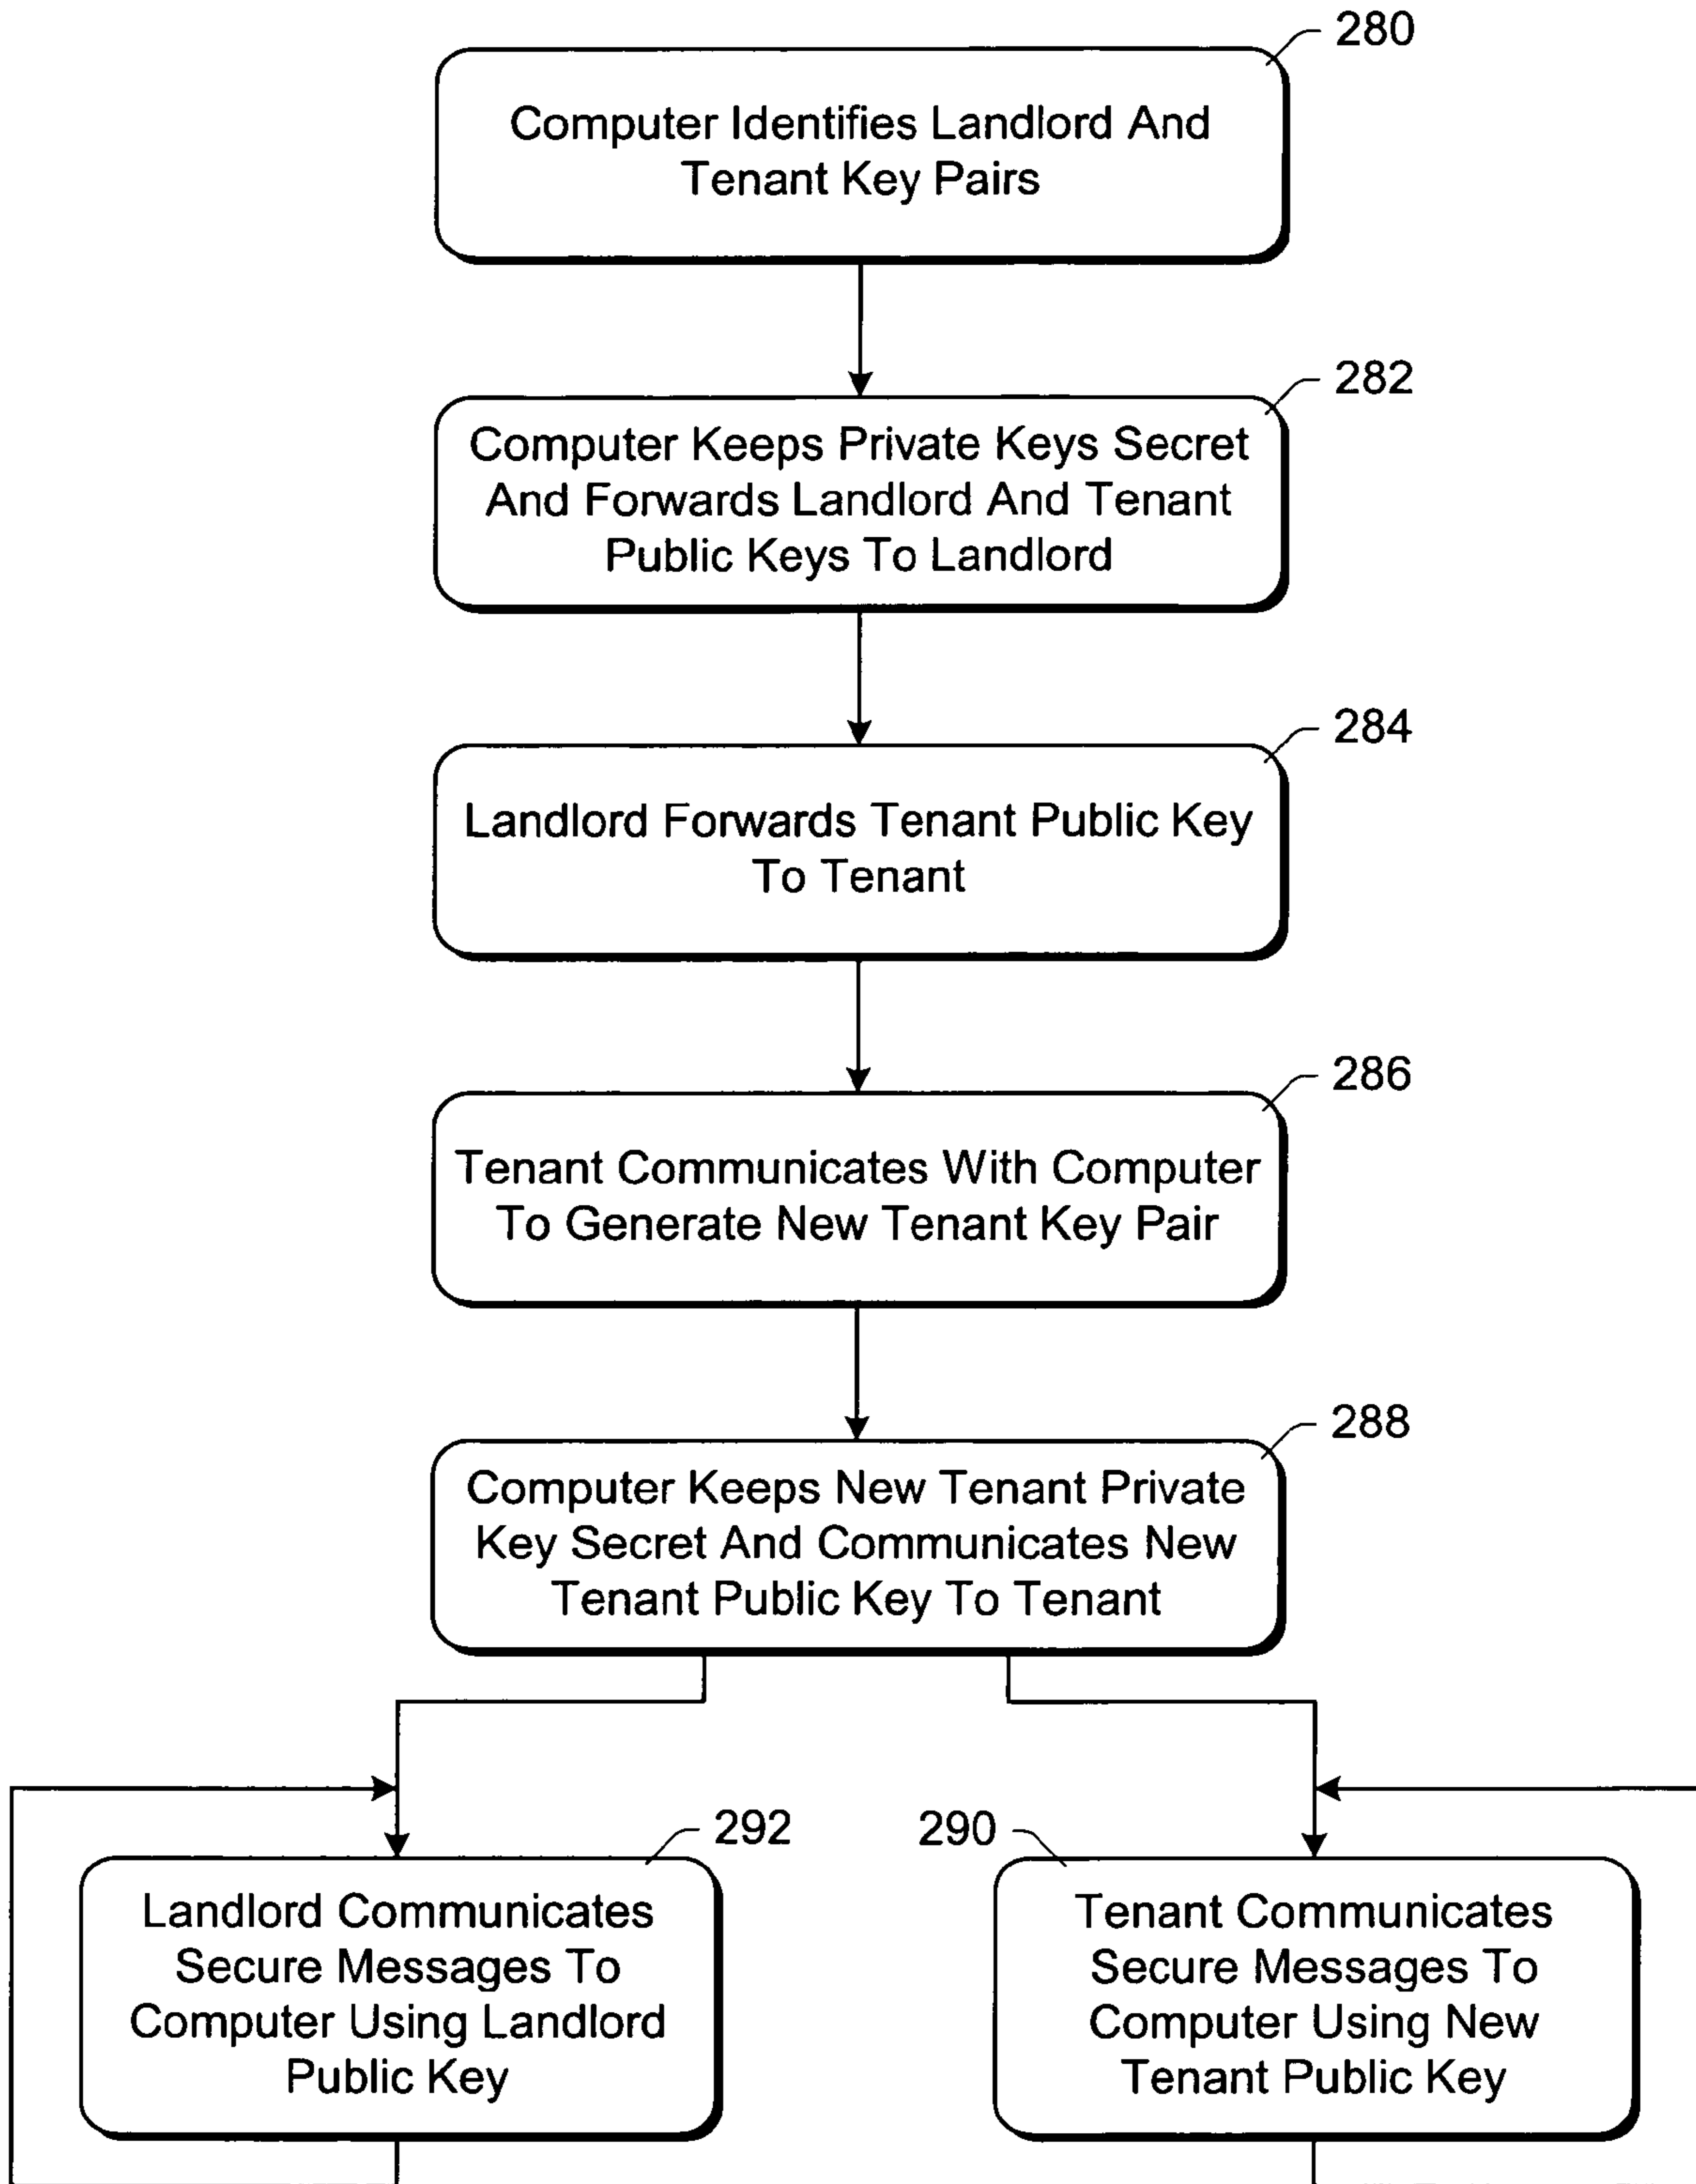 280
Computer Identifies Landlord And
Tenant Key Pairs
282
Computer Keeps Private Keys Secret
And Forwards Landlord And Tenant
Public Keys To Landlord
284
Landlord Forwards Tenant Public Key
To Tenant
286
Tenant Communicates With Computer
To Generate New Tenant Key Pair
288
Computer Keeps New Tenant Private
Key Secret And Communicates New
Tenant Public Key To Tenant
292
Landlord Communicates
Secure Messages To
Computer Using Landlord
Public Key
290
Tenant Communicates
Secure Messages To
Computer Using New
Tenant Public Key